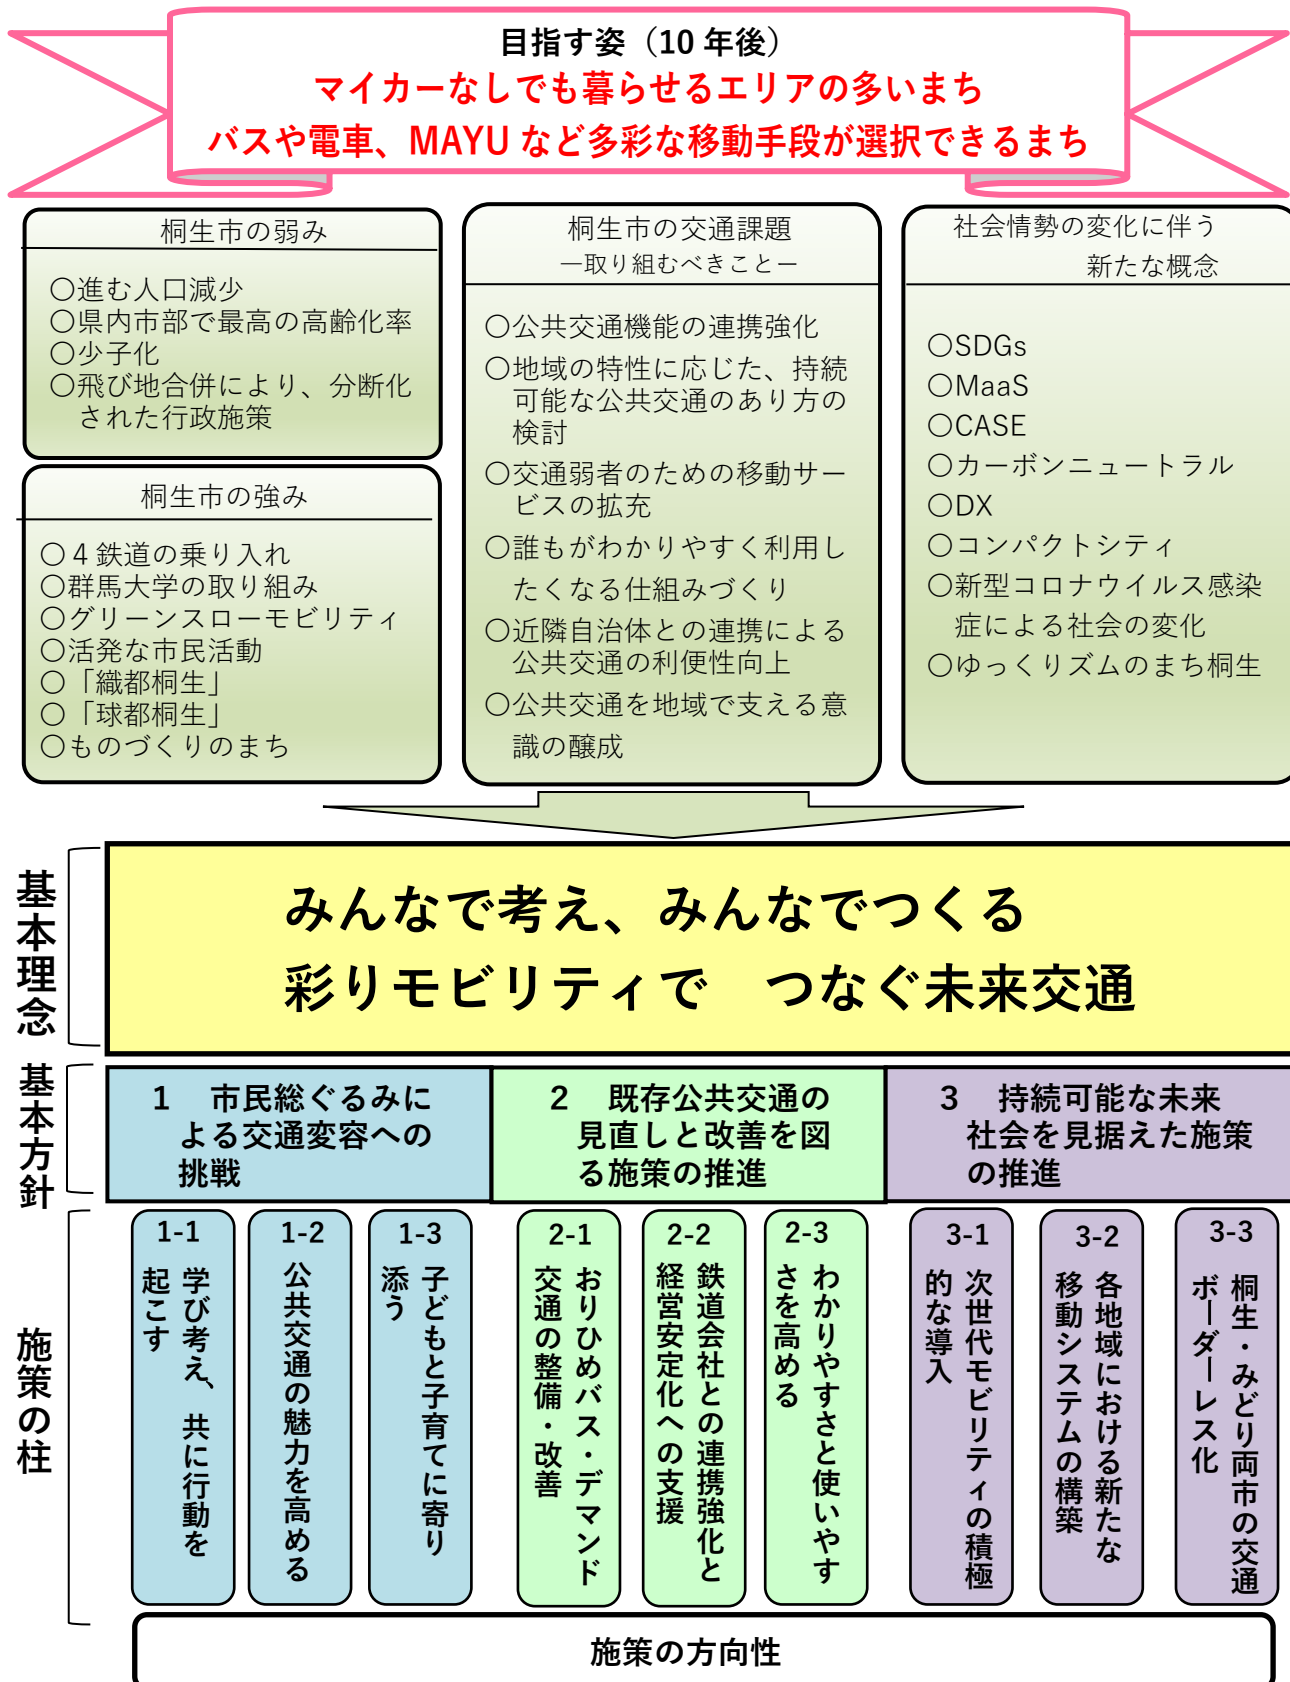 目指す姿（10 年後）
マイカーなしでも暮らせるエリアの多いまち
バスや電車、MAYU など多彩な移動手段が選択できるまち
桐生市の弱み
〇進む人口減少
〇県内市部で最高の高齢化率
〇少子化
〇飛び地合併により、分断化
された行政施策
桐生市の強み
〇４鉄道の乗り入れ
〇群馬大学の取り組み
〇グリーンスローモビリティ
〇活発な市民活動
〇「織都桐生」
〇「球都桐生」
〇ものづくりのまち
桐生市の交通課題
―取り組むべきことー
〇公共交通機能の連携強化
〇地域の特性に応じた、持続
可能な公共交通のあり方の
検討
〇交通弱者のための移動サー
ビスの拡充
〇誰もがわかりやすく利用し
たくなる仕組みづくり
〇近隣自治体との連携による
公共交通の利便性向上
〇公共交通を地域で支える意
識の醸成
社会情勢の変化に伴う
新たな概念
〇SDGs
〇MaaS
〇CASE
〇カーボンニュートラル
〇DX
〇コンパクトシティ
〇新型コロナウイルス感染
症による社会の変化
〇ゆっくりズムのまち桐生
基本理念
みんなで考え、みんなでつくる
彩りモビリティで　つなぐ未来交通
基本方針
1　市民総ぐるみに
よる交通変容への
挑戦
2　既存公共交通の
見直しと改善を図
る施策の推進
3　持続可能な未来
社会を見据えた施策
の推進
施策の柱
1-1
学び考え、共に行動を
起こす
1-2
公共交通の魅力を高める
1-3
子どもと子育てに寄り
添う
2-1
おりひめバス・デマンド
交通の整備・改善
2-2
鉄道会社との連携強化と
経営安定化への支援
2-3
わかりやすさと使いやす
さを高める
3-1
次世代モビリティの積極
的な導入
3-2
各地域における新たな
移動システムの構築
3-3
桐生・みどり両市の交通
ボーダーレス化
施策の方向性